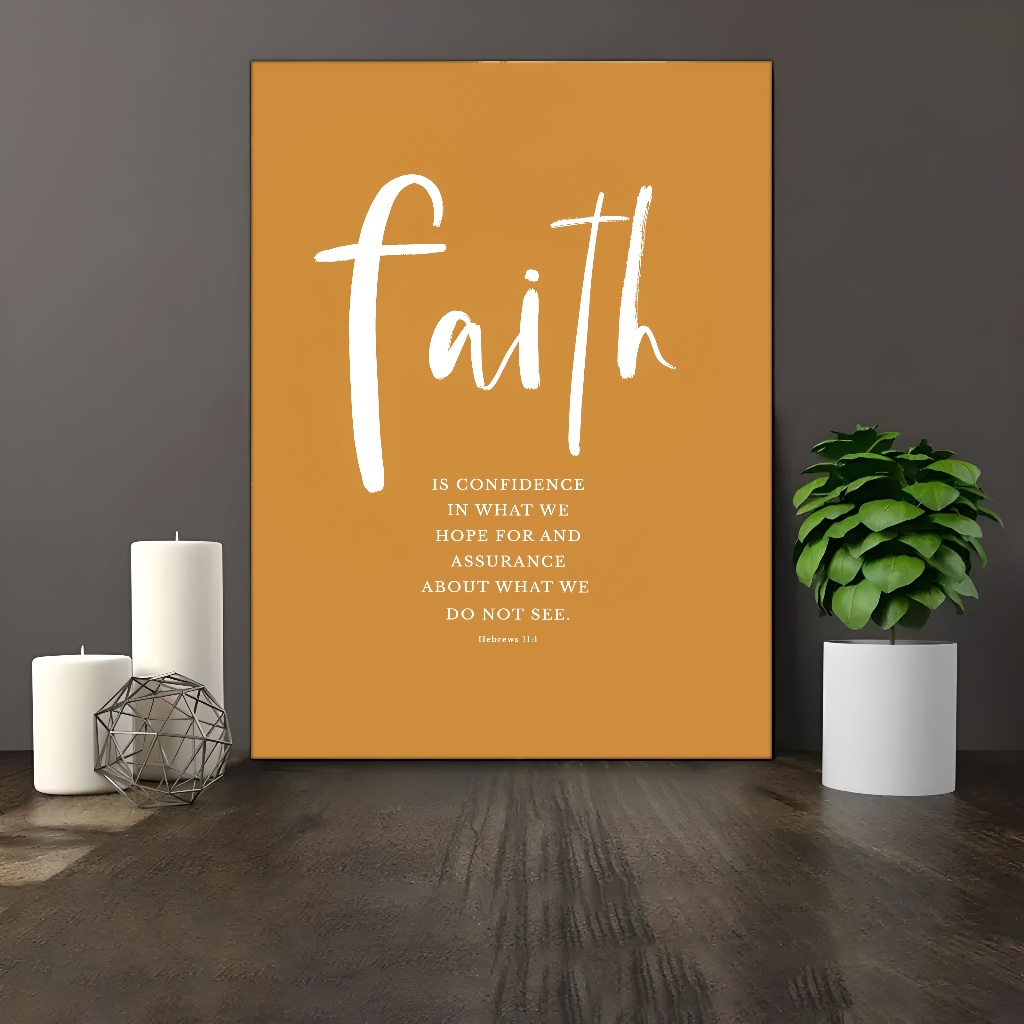 faith
IS CONFIDENCE
IN WHAT WE
HOPE FOR AND
ASSURANCE
ABOUT WHAT WE
DO NOT SEE.
Hebrews 11:1